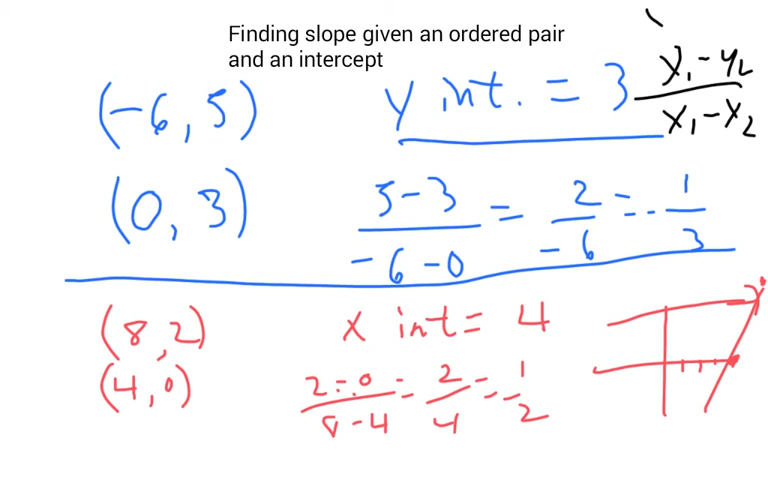 Finding slope given an ordered pair
and an intercept
(-6, 5) y int. = 3 y₁-y₂/x₁-x₂
(0, 3) 5-3/-6-0 = 2/-6 = -1/3
(8, 2) x int = 4
(4, 0) 2-0/8-4 = 2/4 = 1/2